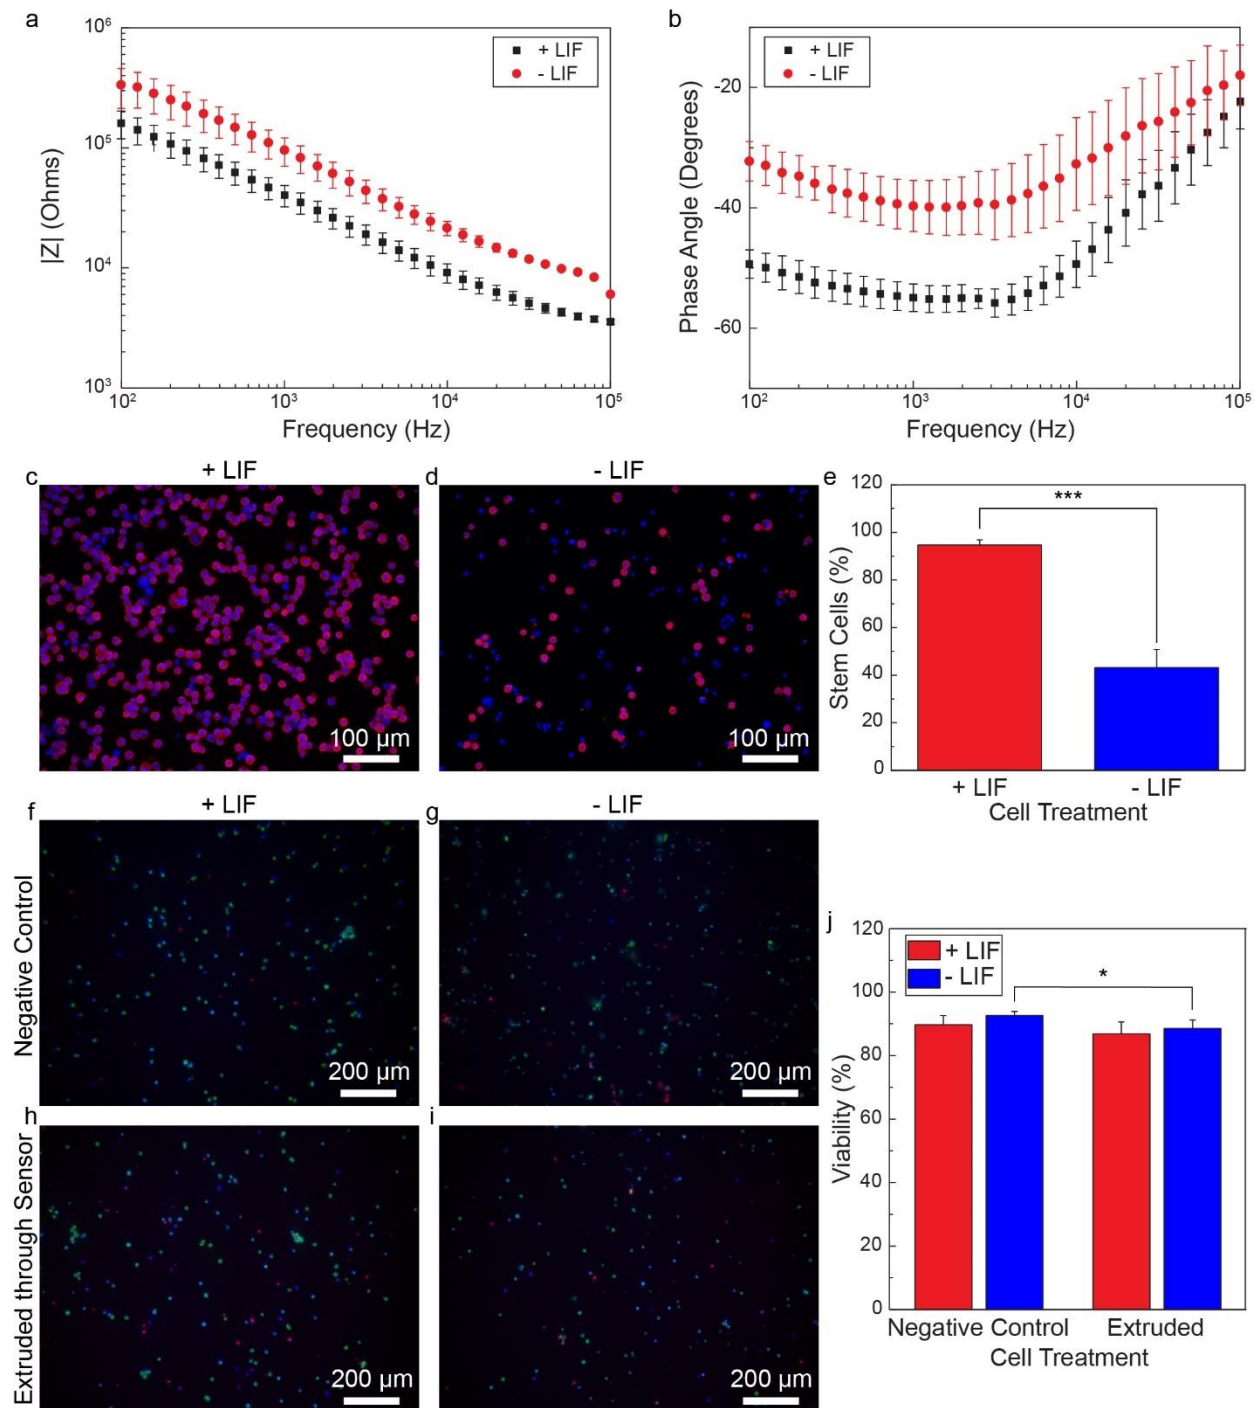 a
10⁶
10⁵
10⁴
10³
|Z| (Ohms)
+ LIF
- LIF
10² 10³ 10⁴ 10⁵
Frequency (Hz)
b
-20
-40
-60
Phase Angle (Degrees)
+ LIF
- LIF
10² 10³ 10⁴ 10⁵
Frequency (Hz)
c
+ LIF
100 µm
d
- LIF
100 µm
e
120
100
80
60
40
20
0
Stem Cells (%)
***
+ LIF - LIF
Cell Treatment
+ LIF
- LIF
Negative Control
f
200 µm
g
200 µm
Extruded through Sensor
h
200 µm
i
200 µm
j
120
100
80
60
40
20
0
Viability (%)
+ LIF
- LIF
*
Negative Control Extruded
Cell Treatment